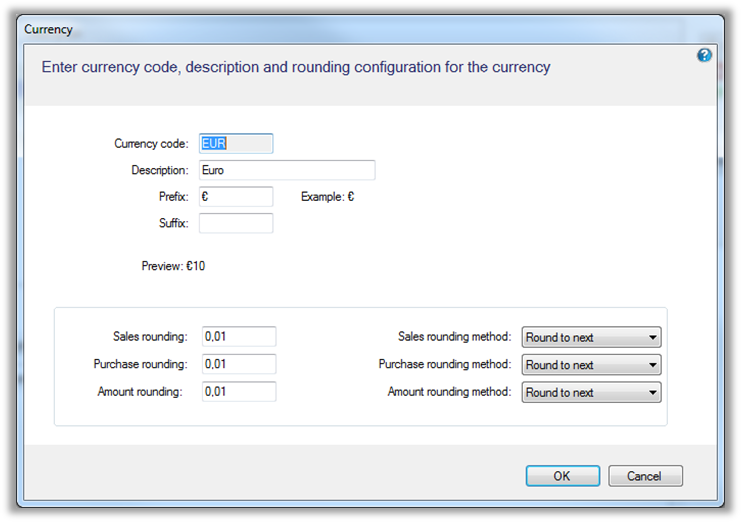 Currency
Enter currency code, description and rounding configuration for the currency
?
Currency code: EUR
Description: Euro
Prefix: € Example: €
Suffix:
Preview: €10
Sales rounding: 0,01 Sales rounding method: Round to next
Purchase rounding: 0,01 Purchase rounding method: Round to next
Amount rounding: 0,01 Amount rounding method: Round to next
OK Cancel